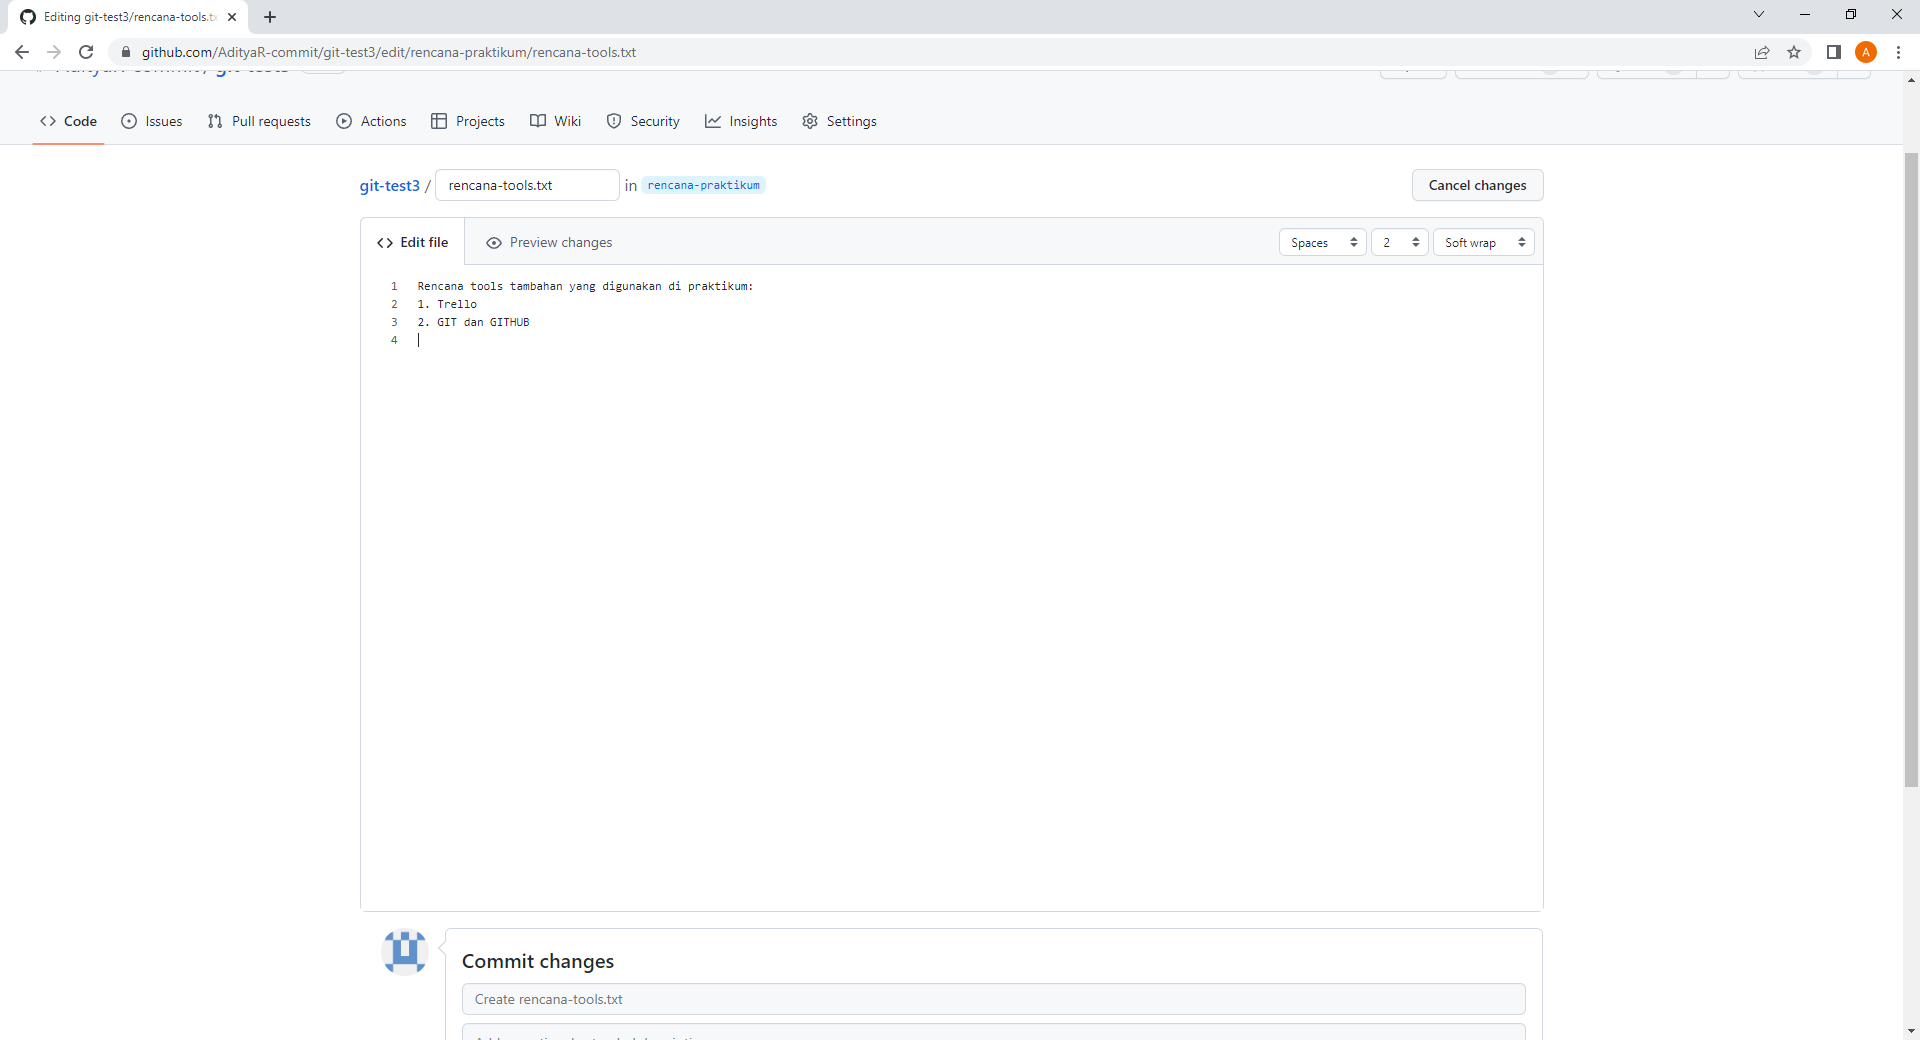 Editing git-test3/rencana-tools.tx
github.com/AdityaR-commit/git-test3/edit/rencana-praktikum/rencana-tools.txt
A
Code Issues Pull requests Actions Projects Wiki Security Insights Settings
git-test3 / rencana-tools.txt in rencana-praktikum Cancel changes
Edit file Preview changes Spaces 2 Soft wrap
1 Rencana tools tambahan yang digunakan di praktikum:
2 1. Trello
3 2. GIT dan GITHUB
4
Commit changes
Create rencana-tools.txt